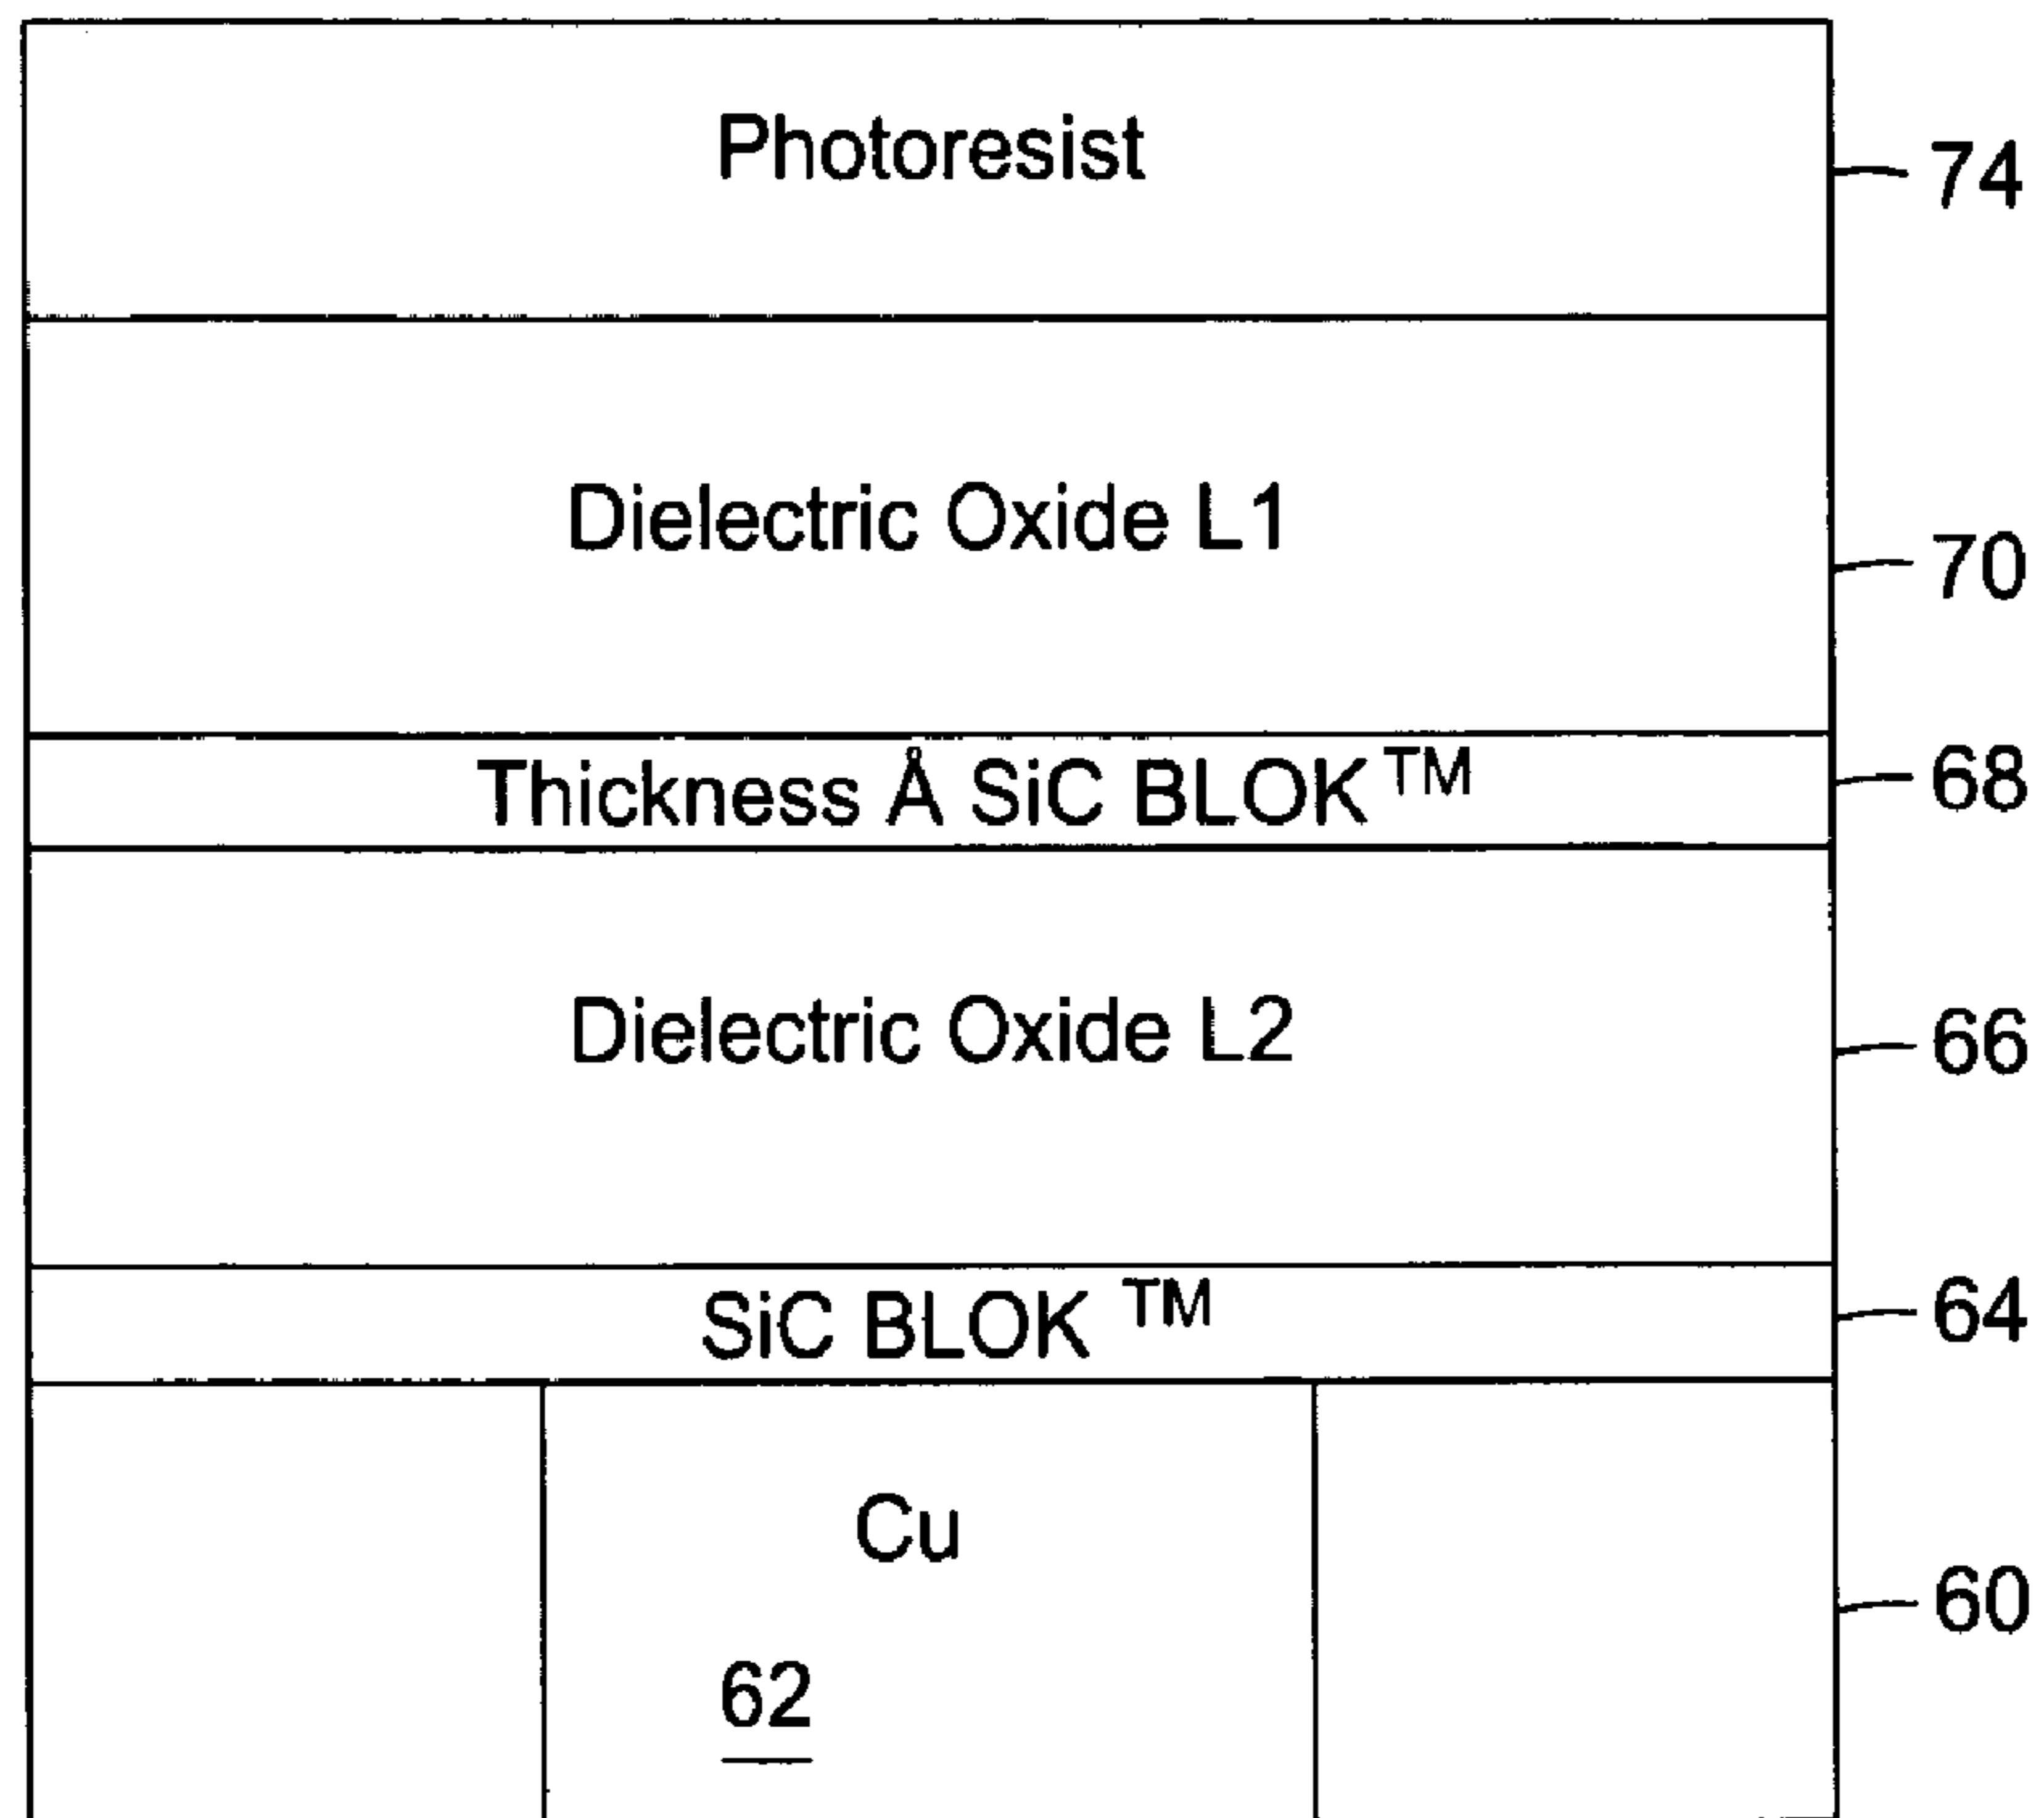 Photoresist
74
Dielectric Oxide L1
70
Thickness Å SiC BLOK™
68
Dielectric Oxide L2
66
SiC BLOK™
64
Cu
60
62